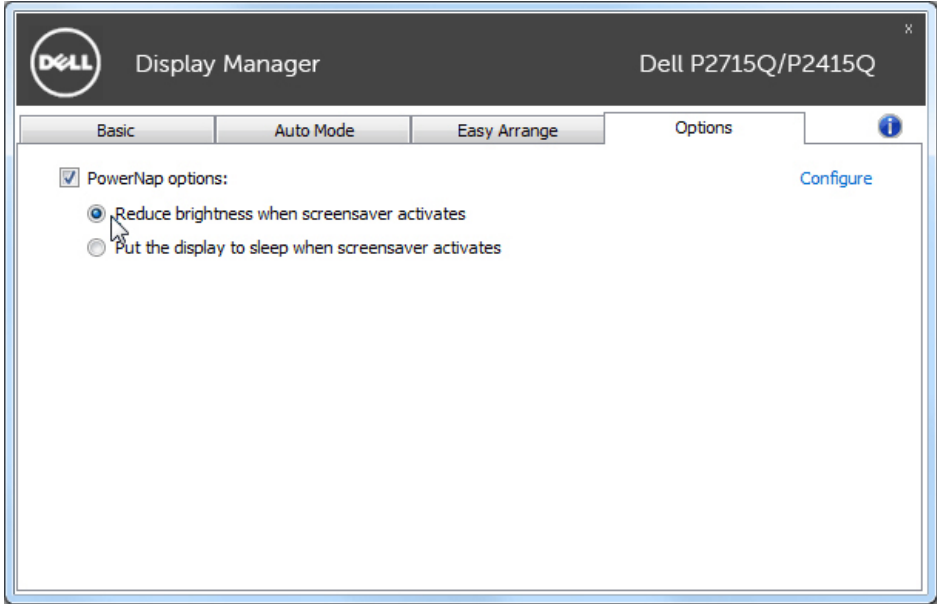 x
DELL Display Manager Dell P2715Q/P2415Q
Basic Auto Mode Easy Arrange Options i
PowerNap options: Configure
Reduce brightness when screensaver activates
Put the display to sleep when screensaver activates